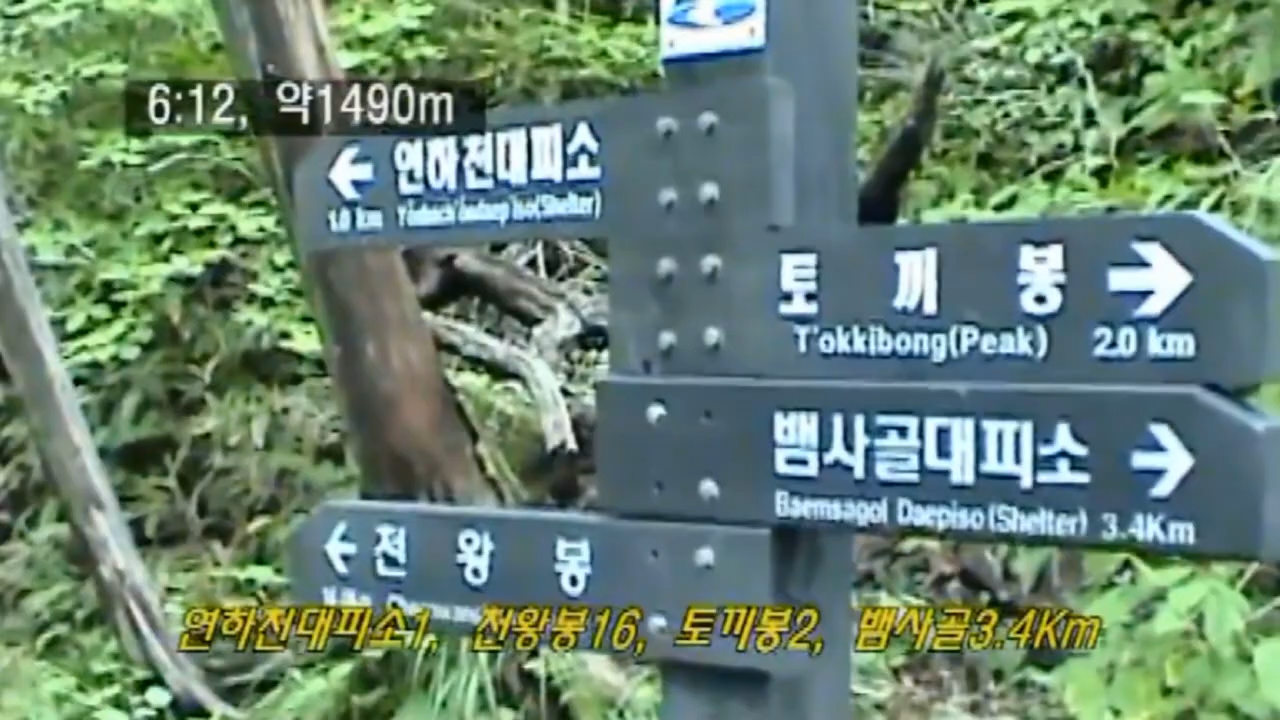 6:12, 약1490m
← 연하천대피소
1.0 km (Shelter)
토 끼 봉 →
T'okkibong(Peak) 2.0 km
뱀사골대피소 →
Baemsagol Daepiso(Shelter) 3.4Km
← 천 왕 봉
연하천대피소1, 천왕봉16, 토끼봉2, 뱀사골3.4Km